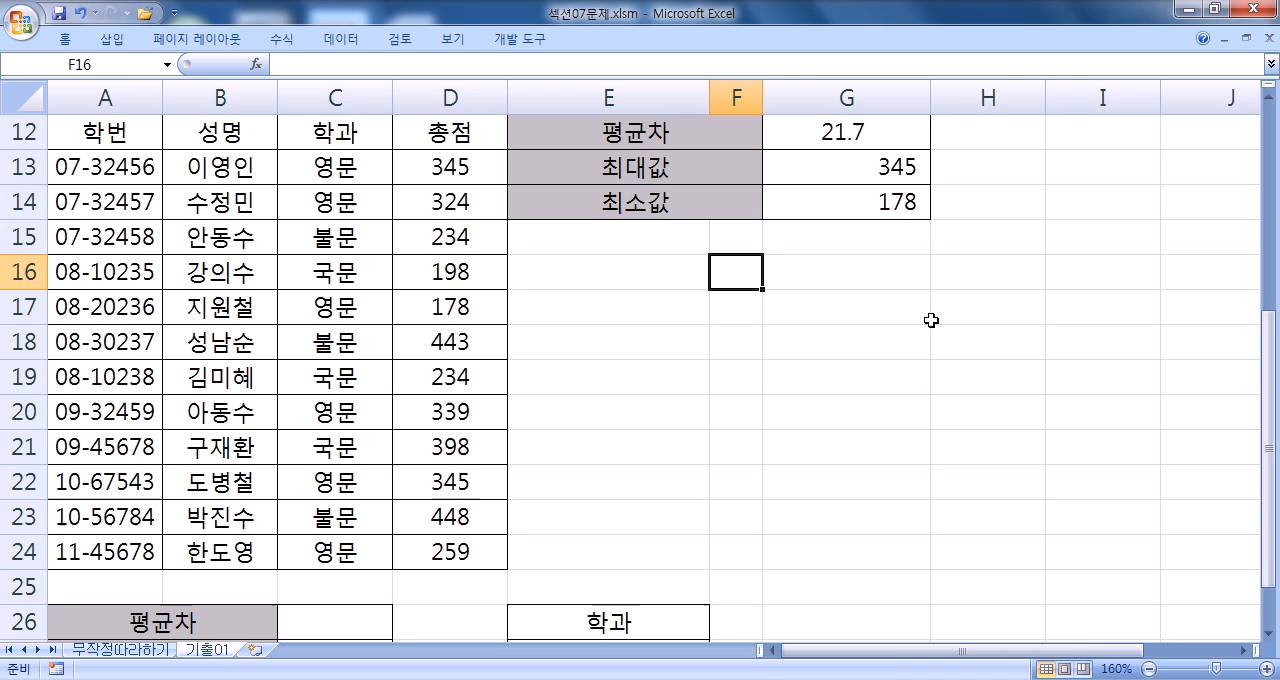 섹션07문제.xlsm - Microsoft Excel
홈 삽입 페이지 레이아웃 수식 데이터 검토 보기 개발 도구
F16 fx
A B C D E F G H I J
12 학번 성명 학과 총점 평균차 21.7
13 07-32456 이영인 영문 345 최대값 345
14 07-32457 수정민 영문 324 최소값 178
15 07-32458 안동수 불문 234
16 08-10235 강의수 국문 198
17 08-20236 지원철 영문 178
18 08-30237 성남순 불문 443
19 08-10238 김미혜 국문 234
20 09-32459 아동수 영문 339
21 09-45678 구재환 국문 398
22 10-67543 도병철 영문 345
23 10-56784 박진수 불문 448
24 11-45678 한도영 영문 259
25
26 평균차 학과
무작정따라하기 기출01
준비 160%